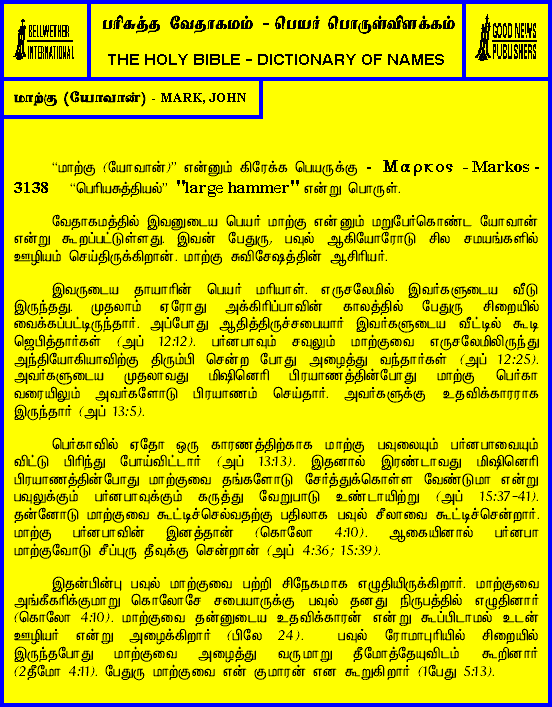 BELLWETHER
INTERNATIONAL
பரிசுத்த வேதாகமம் - பெயர் பொருள்விளக்கம்
THE HOLY BIBLE - DICTIONARY OF NAMES
GOOD NEWS
PUBLISHERS
மாற்கு (யோவான்) - MARK, JOHN
“மாற்கு (யோவான்)” என்னும் கிரேக்க பெயருக்கு - Μαρκος - Markos -
3138 “பெரியசுத்தியல்” "large hammer" என்று பொருள்.
வேதாகமத்தில் இவனுடைய பெயர் மாற்கு என்னும் மறுபேர்கொண்ட யோவான்
என்று கூறப்பட்டுள்ளது. இவன் பேதுரு, பவுல் ஆகியோரோடு சில சமயங்களில்
ஊழியம் செய்திருக்கிறான். மாற்கு சுவிசேஷத்தின் ஆசிரியர்.
இவருடைய தாயாரின் பெயர் மரியாள். எருசலேமில் இவர்களுடைய வீடு
இருந்தது. முதலாம் ஏரோது அக்கிரிப்பாவின் காலத்தில் பேதுரு சிறையில்
வைக்கப்பட்டிருந்தார். அப்போது ஆதித்திருச்சபையார் இவர்களுடைய வீட்டில் கூடி
ஜெபித்தார்கள் (அப் 12:12). பர்னபாவும் சவுலும் மாற்குவை எருசலேமிலிருந்து
அந்தியோகியாவிற்கு திரும்பி சென்ற போது அழைத்து வந்தார்கள் (அப் 12:25).
அவர்களுடைய முதலாவது மிஷினெரி பிரயாணத்தின்போது மாற்கு பெர்கா
வரையிலும் அவர்களோடு பிரயாணம் செய்தார். அவர்களுக்கு உதவிக்காரராக
இருந்தார் (அப் 13:5).
பெர்காவில் ஏதோ ஒரு காரணத்திற்காக மாற்கு பவுலையும் பர்னபாவையும்
விட்டு பிரிந்து போய்விட்டார் (அப் 13:13). இதனால் இரண்டாவது மிஷினெரி
பிரயாணத்தின்போது மாற்குவை தங்களோடு சேர்த்துக்கொள்ள வேண்டுமா என்று
பவுலுக்கும் பர்னபாவுக்கும் கருத்து வேறுபாடு உண்டாயிற்று (அப் 15:37-41).
தன்னோடு மாற்குவை கூட்டிச்செல்வதற்கு பதிலாக பவுல் சீலாவை கூட்டிச்சென்றார்.
மாற்கு பர்னபாவின் இனத்தான் (கொலோ 4:10). ஆகையினால் பர்னபா
மாற்குவோடு சீப்புரு தீவுக்கு சென்றான் (அப் 4:36; 15:39).
இதன்பின்பு பவுல் மாற்குவை பற்றி சிநேகமாக எழுதியிருக்கிறார். மாற்குவை
அங்கீகரிக்குமாறு கொலோசே சபையாருக்கு பவுல் தனது நிருபத்தில் எழுதினார்
(கொலோ 4:10). மாற்குவை தன்னுடைய உதவிக்காரன் என்று கூப்பிடாமல் உடன்
ஊழியர் என்று அழைக்கிறார் (பிலே 24). பவுல் ரோமாபுரியில் சிறையில்
இருந்தபோது மாற்குவை அழைத்து வருமாறு தீமோத்தேயுவிடம் கூறினார்
(2தீமோ 4:11). பேதுரு மாற்குவை என் குமாரன் என கூறுகிறார் (1பேது 5:13).